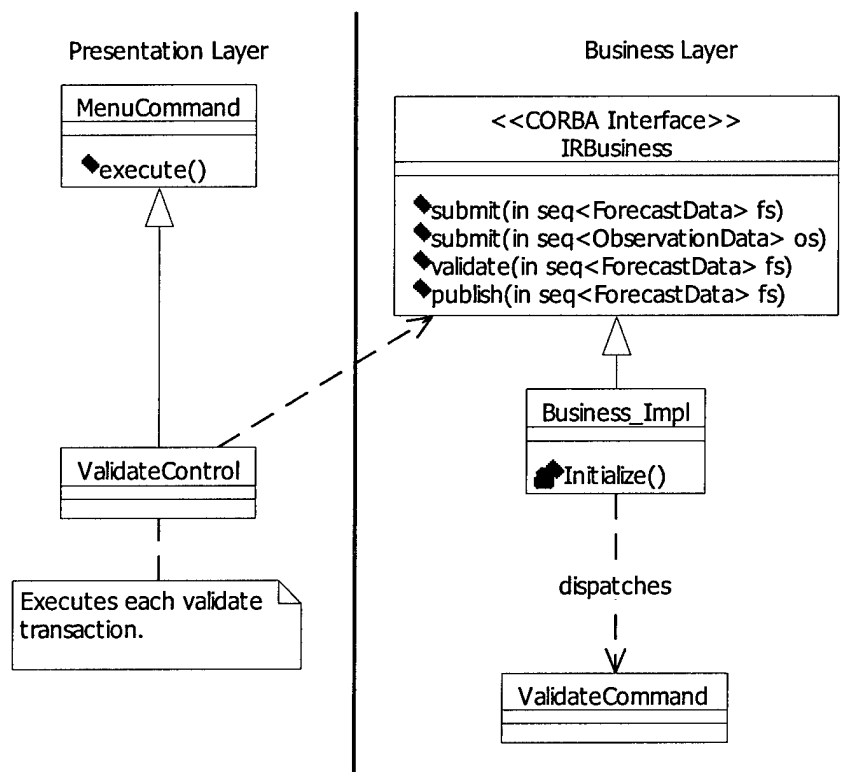 Presentation Layer
MenuCommand
execute()
ValidateControl
Executes each validate
transaction.
Business Layer
<<CORBA Interface>>
IRBusiness
submit(in seq<ForecastData> fs)
submit(in seq<ObservationData> os)
validate(in seq<ForecastData> fs)
publish(in seq<ForecastData> fs)
Business_Impl
Initialize()
dispatches
ValidateCommand